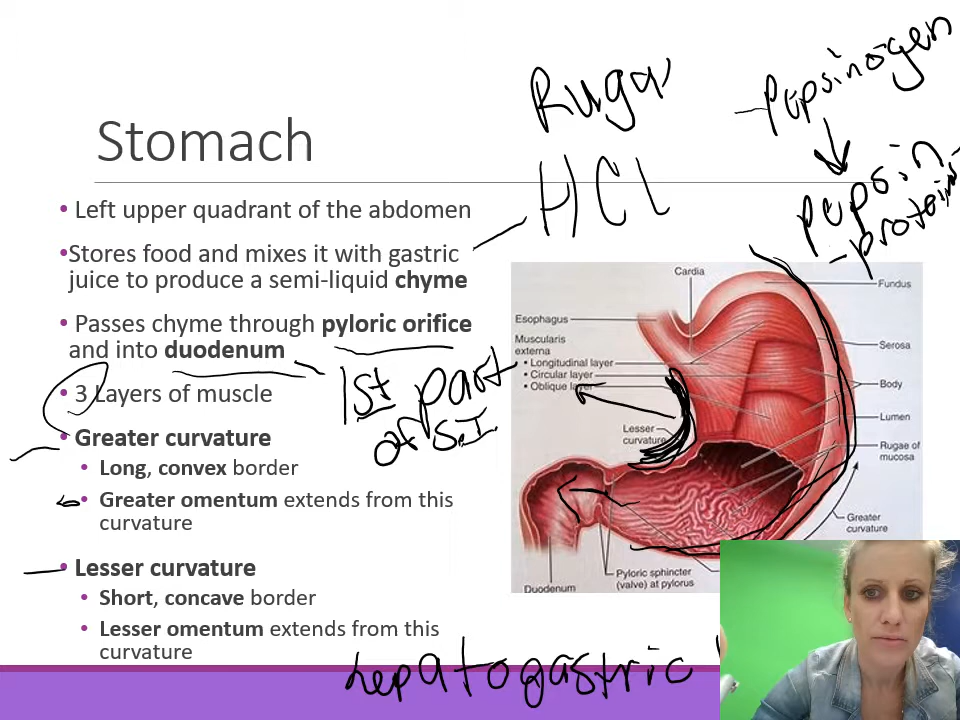 Rugae
Pepsinogen
Stomach
HCl
pepsin
-protein
• Left upper quadrant of the abdomen
• Stores food and mixes it with gastric
juice to produce a semi-liquid chyme
• Passes chyme through pyloric orifice
and into duodenum
1st part
of S.I.
• 3 Layers of muscle
• Greater curvature
• Long, convex border
• Greater omentum extends from this
curvature
• Lesser curvature
• Short, concave border
• Lesser omentum extends from this
curvature
hepatogastric
Cardia
Fundus
Esophagus
Muscularis
externa
• Longitudinal layer
• Circular layer
• Oblique layer
Serosa
Body
Lumen
Lesser
curvature
Rugae of
mucosa
Greater
curvature
Pyloric sphincter
(valve) at pylorus
Duodenum